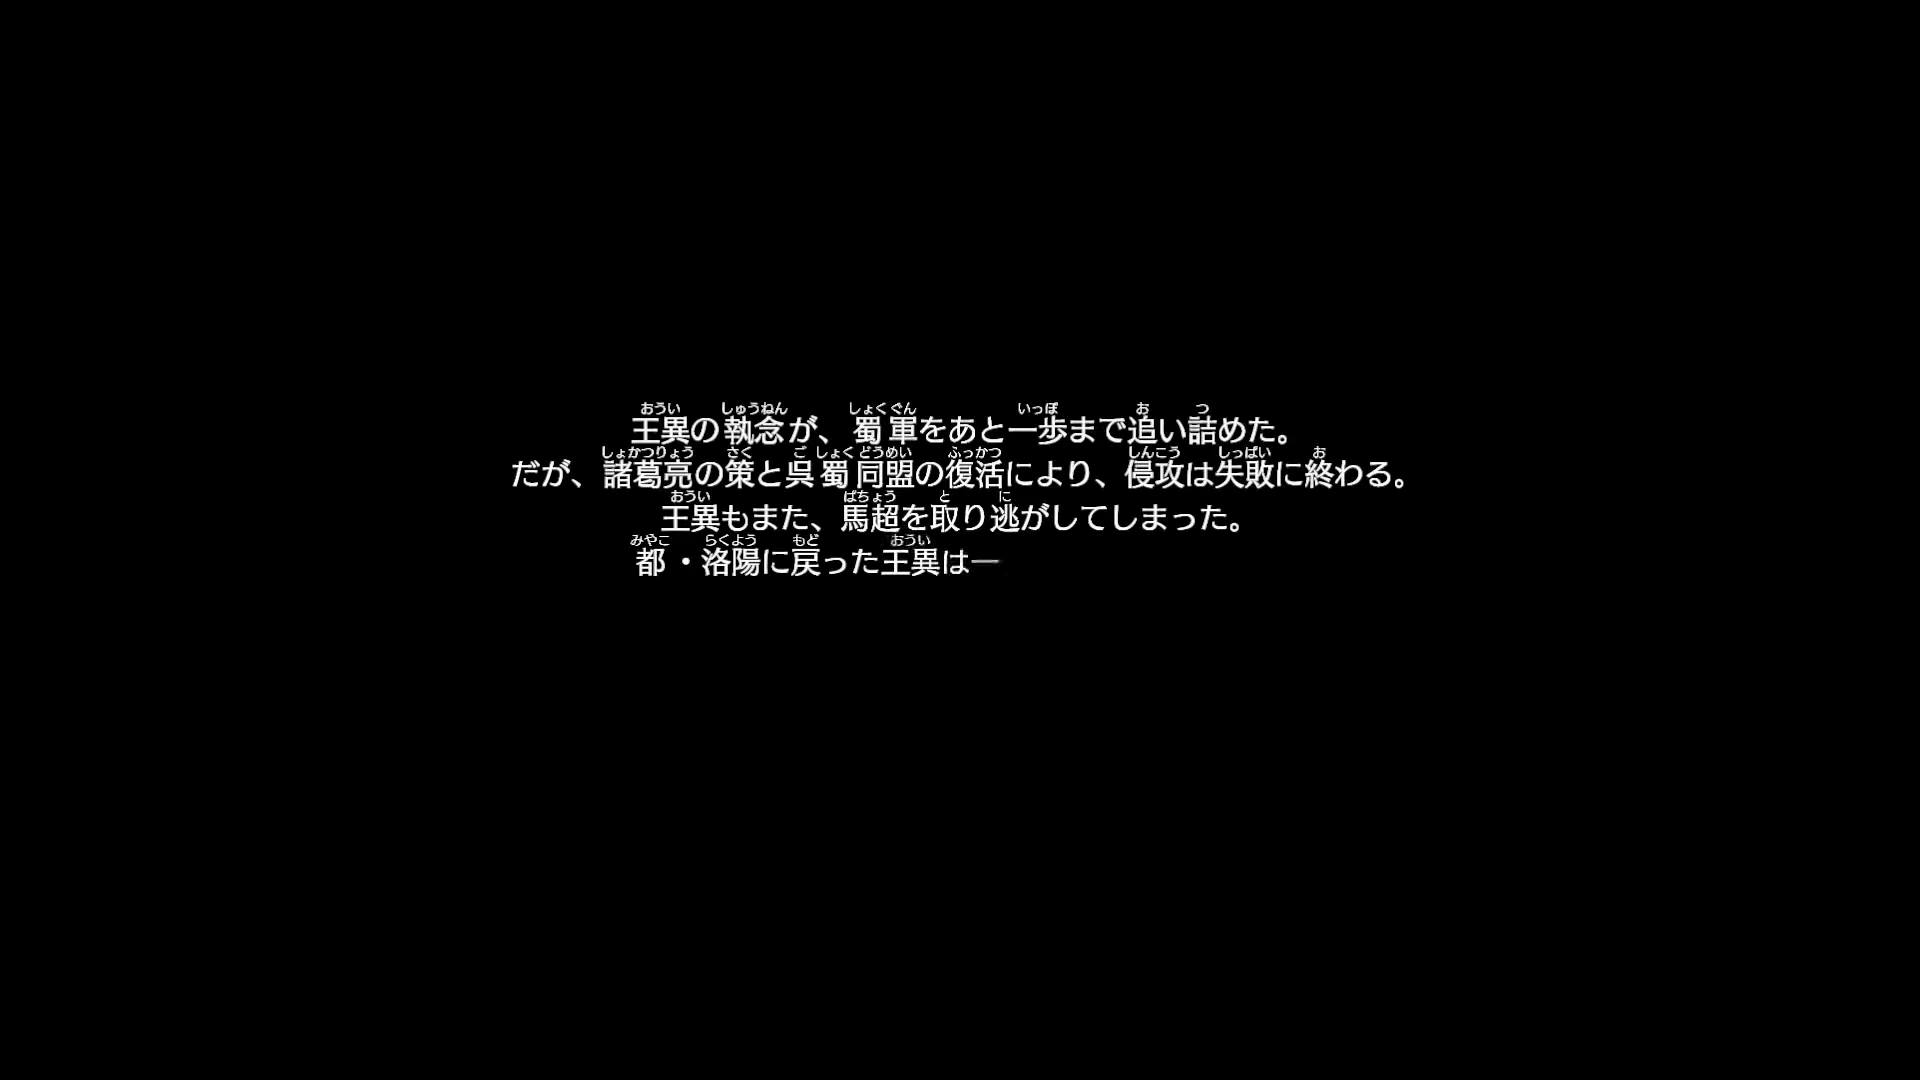 王異の執念が、蜀軍をあと一歩まで追い詰めた。
だが、諸葛亮の策と呉蜀同盟の復活により、侵攻は失敗に終わる。
王異もまた、馬超を取り逃がしてしまった。
都・洛陽に戻った王異は―